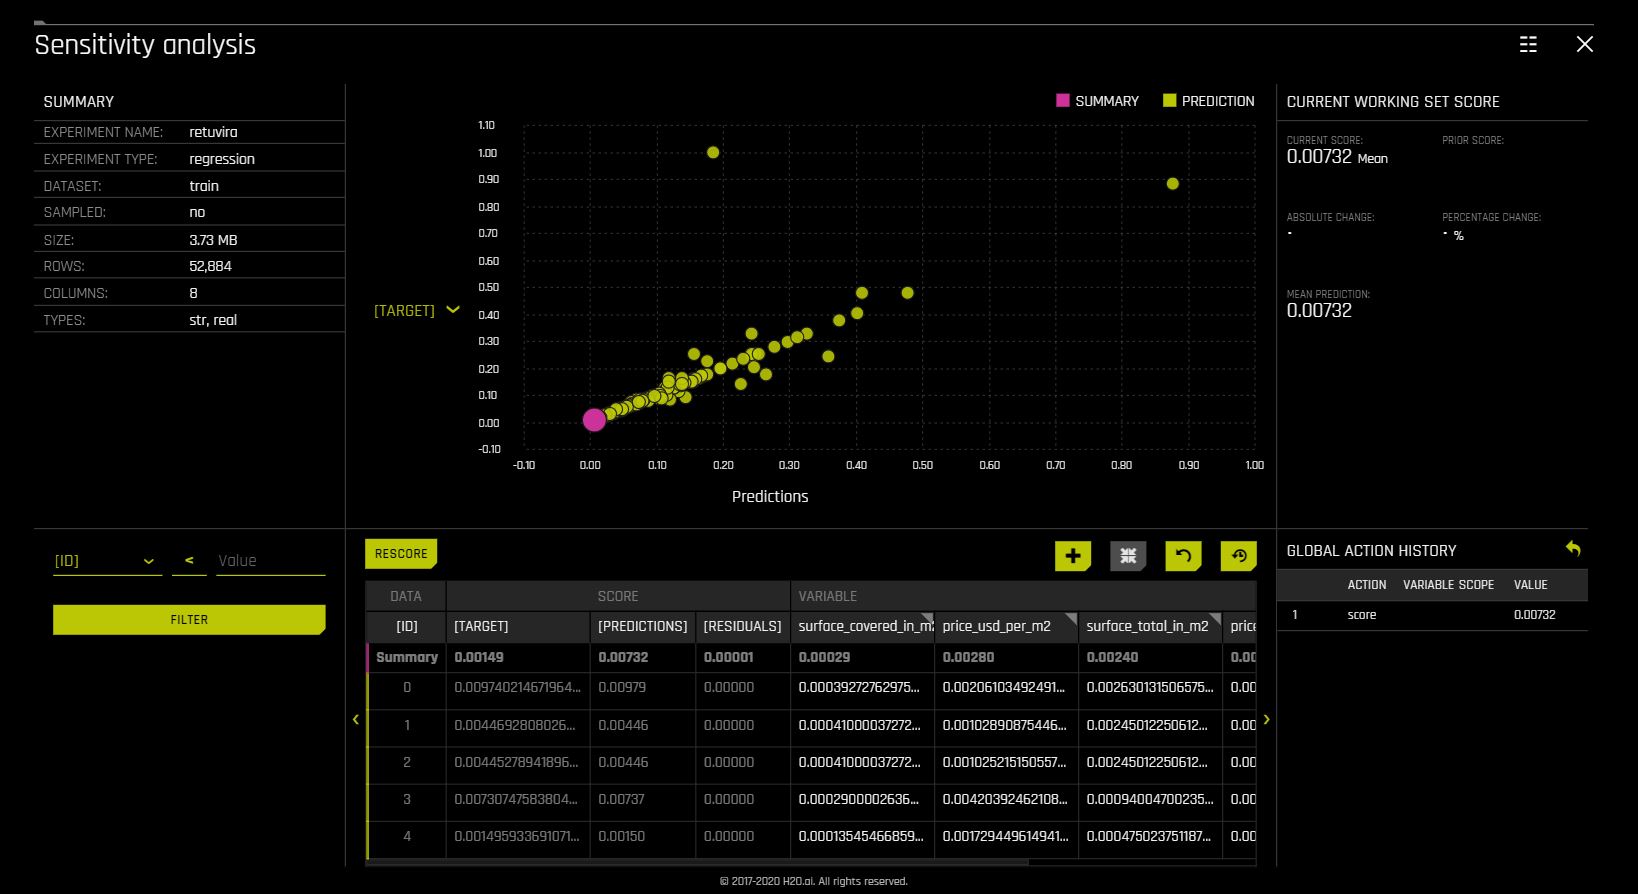 Sensitivity analysis
SUMMARY
EXPERIMENT NAME: retuvira
EXPERIMENT TYPE: regression
DATASET: train
SAMPLED: no
SIZE: 3.73 MB
ROWS: 52,884
COLUMNS: 8
TYPES: str, real
SUMMARY PREDICTION
[TARGET]
1.10
1.00
0.90
0.80
0.70
0.60
0.50
0.40
0.30
0.20
0.10
0.00
-0.10
-0.10 0.00 0.10 0.20 0.30 0.40 0.50 0.60 0.70 0.80 0.90 1.00
Predictions
CURRENT WORKING SET SCORE
CURRENT SCORE: PRIOR SCORE:
0.00732 Mean
ABSOLUTE CHANGE: PERCENTAGE CHANGE:
- - %
MEAN PREDICTION:
0.00732
[ID] < Value
FILTER
RESCORE
DATA SCORE VARIABLE
[ID] [TARGET] [PREDICTIONS] [RESIDUALS] surface_covered_in_m2 price_usd_per_m2 surface_total_in_m2 price
Summary 0.00149 0.00732 0.00001 0.00029 0.00280 0.00240 0.00
0 0.009740214671964... 0.00979 0.00000 0.00039272762975... 0.00206103492491... 0.00263013150657​5... 0.00
1 0.0044692808026... 0.00446 0.00000 0.00041000037272... 0.00102890875446... 0.00245012250612... 0.00
2 0.00445278941896... 0.00446 0.00000 0.00041000037272... 0.001025215150557... 0.00245012250612... 0.00
3 0.00730747583804... 0.00737 0.00000 0.0002900002636... 0.00420392462108... 0.00094004700235... 0.00
4 0.001495933691071... 0.00150 0.00000 0.00013545466859... 0.001729449614941... 0.000475023751187... 0.00
GLOBAL ACTION HISTORY
ACTION VARIABLE SCOPE VALUE
1 score 0.00732
© 2017-2020 H2O.ai. All rights reserved.